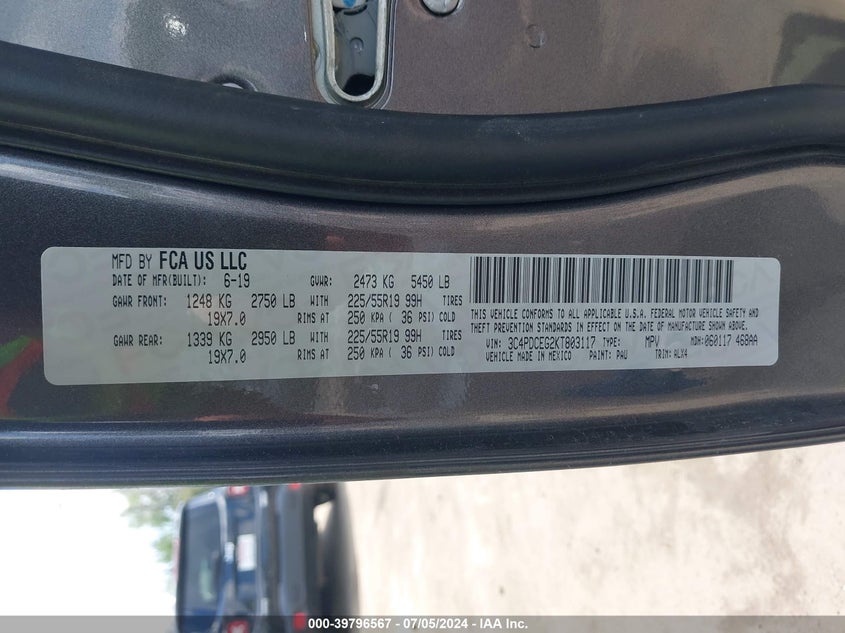 MFD BY FCA US LLC
DATE OF MFR(BUILT): 6-19 GVWR: 2473 KG 5450 LB
GAWR FRONT: 1248 KG 2750 LB WITH 225/55R19 99H TIRES
19X7.0 RIMS AT 250 KPA ( 36 PSI) COLD
GAWR REAR: 1339 KG 2950 LB WITH 225/55R19 99H TIRES
19X7.0 RIMS AT 250 KPA ( 36 PSI) COLD
THIS VEHICLE CONFORMS TO ALL APPLICABLE U.S.A. FEDERAL MOTOR VEHICLE SAFETY AND
THEFT PREVENTION STANDARDS IN EFFECT ON THE DATE OF MANUFACTURE SHOWN ABOVE.
VIN: 3C4PDCEG2KT803117 TYPE: MPV MDH: 060117 468AA
VEHICLE MADE IN MEXICO PAINT: PAU TRIM: ALX4
000-39796567 - 07/05/2024 - IAA Inc.